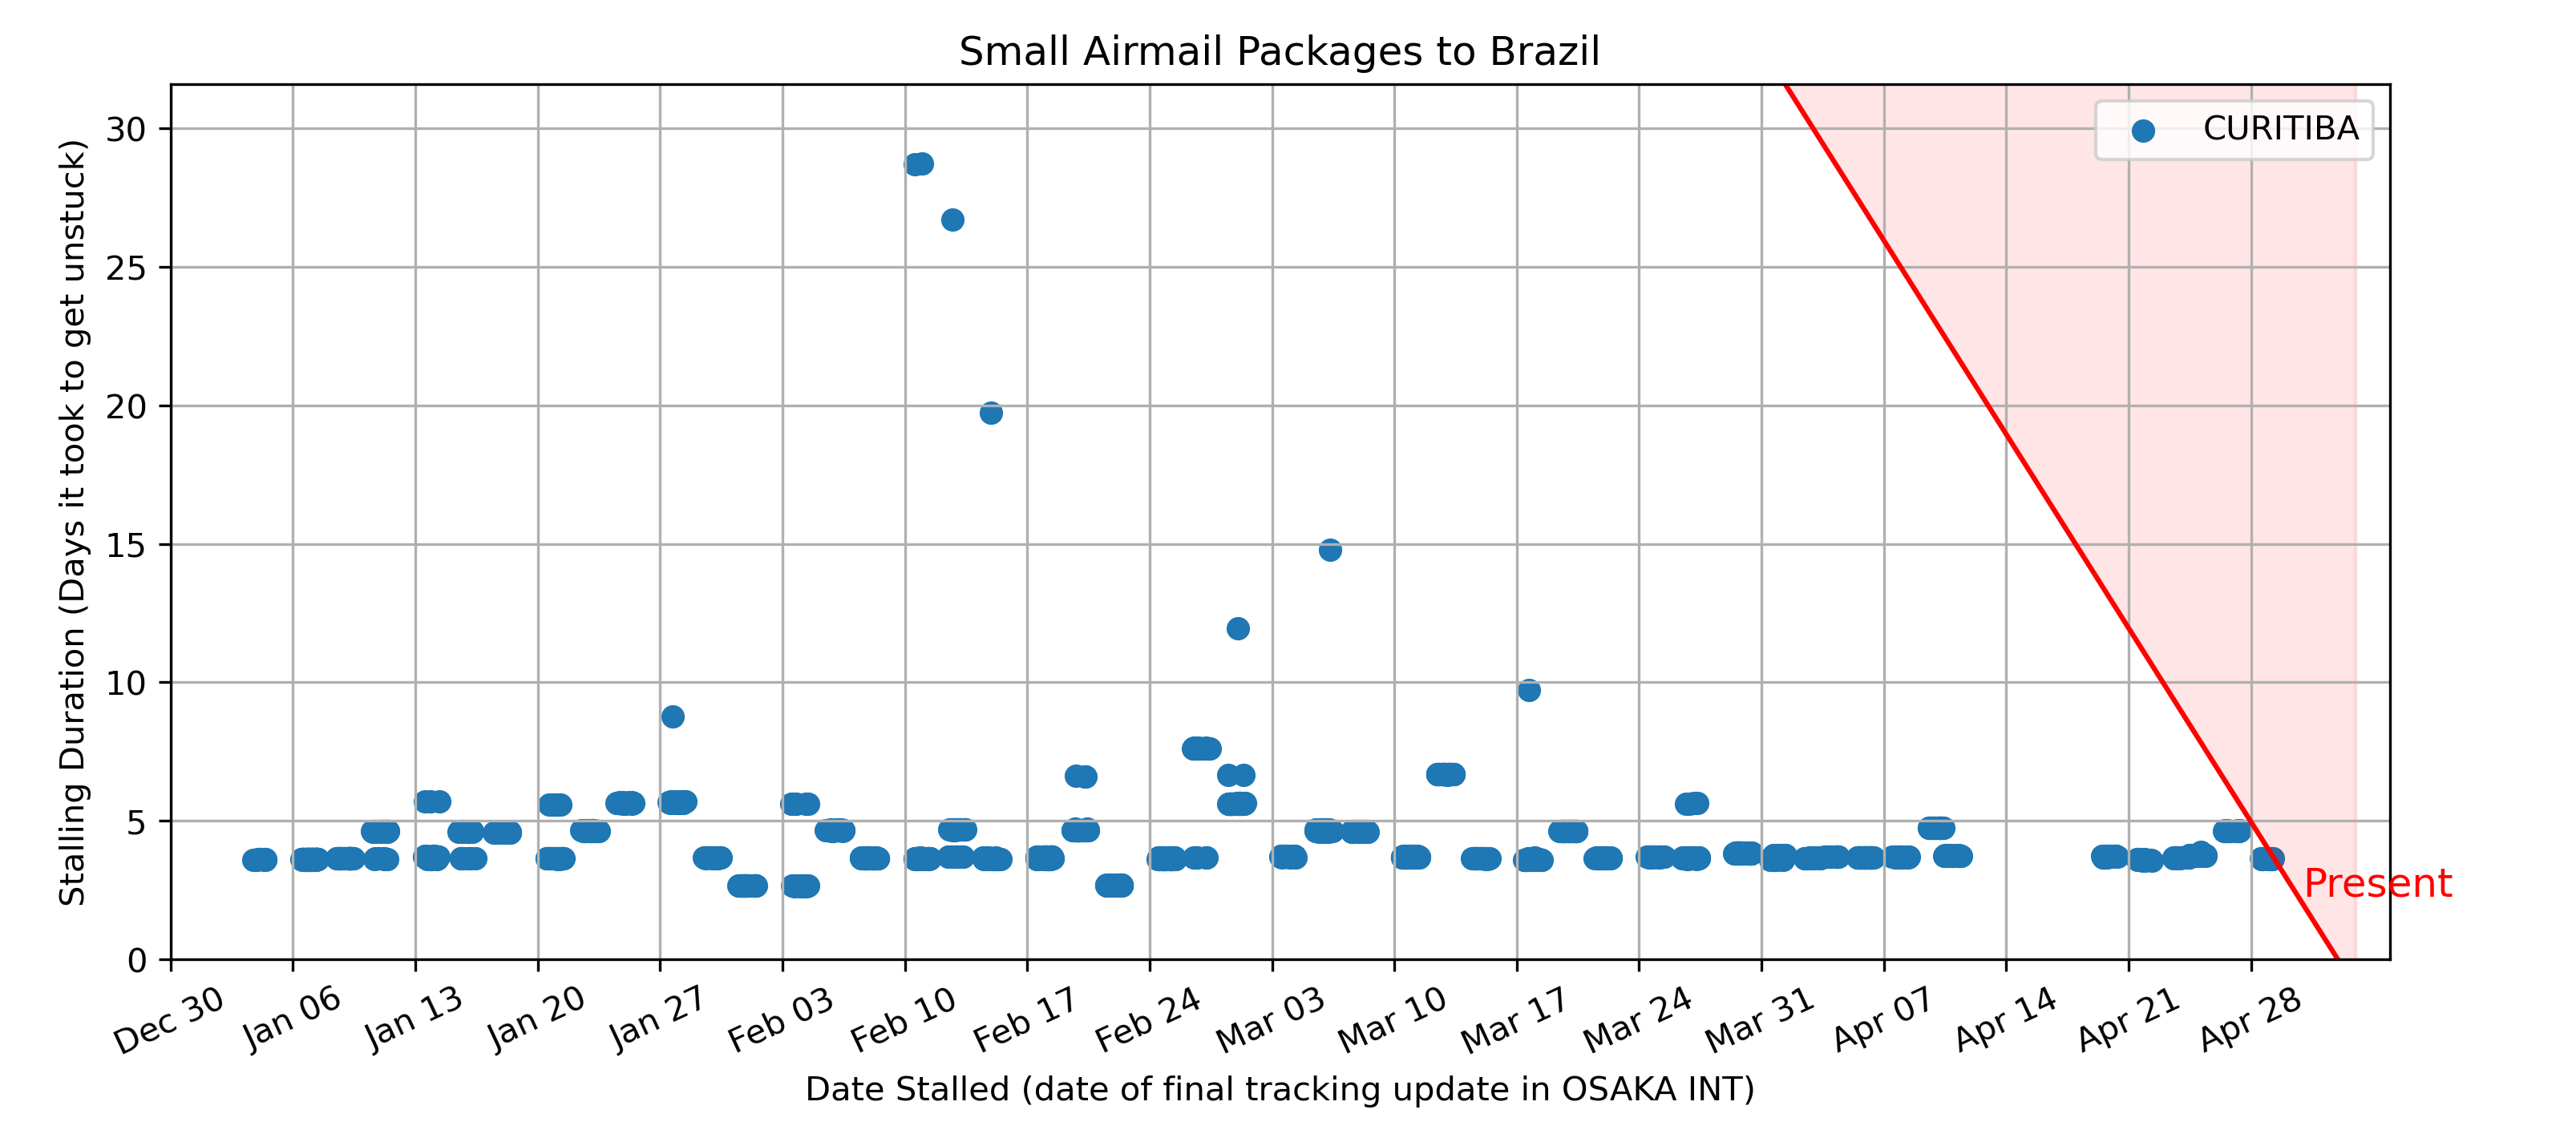 Small Airmail Packages to Brazil
CURITIBA
Stalling Duration (Days it took to get unstuck)
30
25
20
15
10
5
0
Present
Dec 30
Jan 06
Jan 13
Jan 20
Jan 27
Feb 03
Feb 10
Feb 17
Feb 24
Mar 03
Mar 10
Mar 17
Mar 24
Mar 31
Apr 07
Apr 14
Apr 21
Apr 28
Date Stalled (date of final tracking update in OSAKA INT)